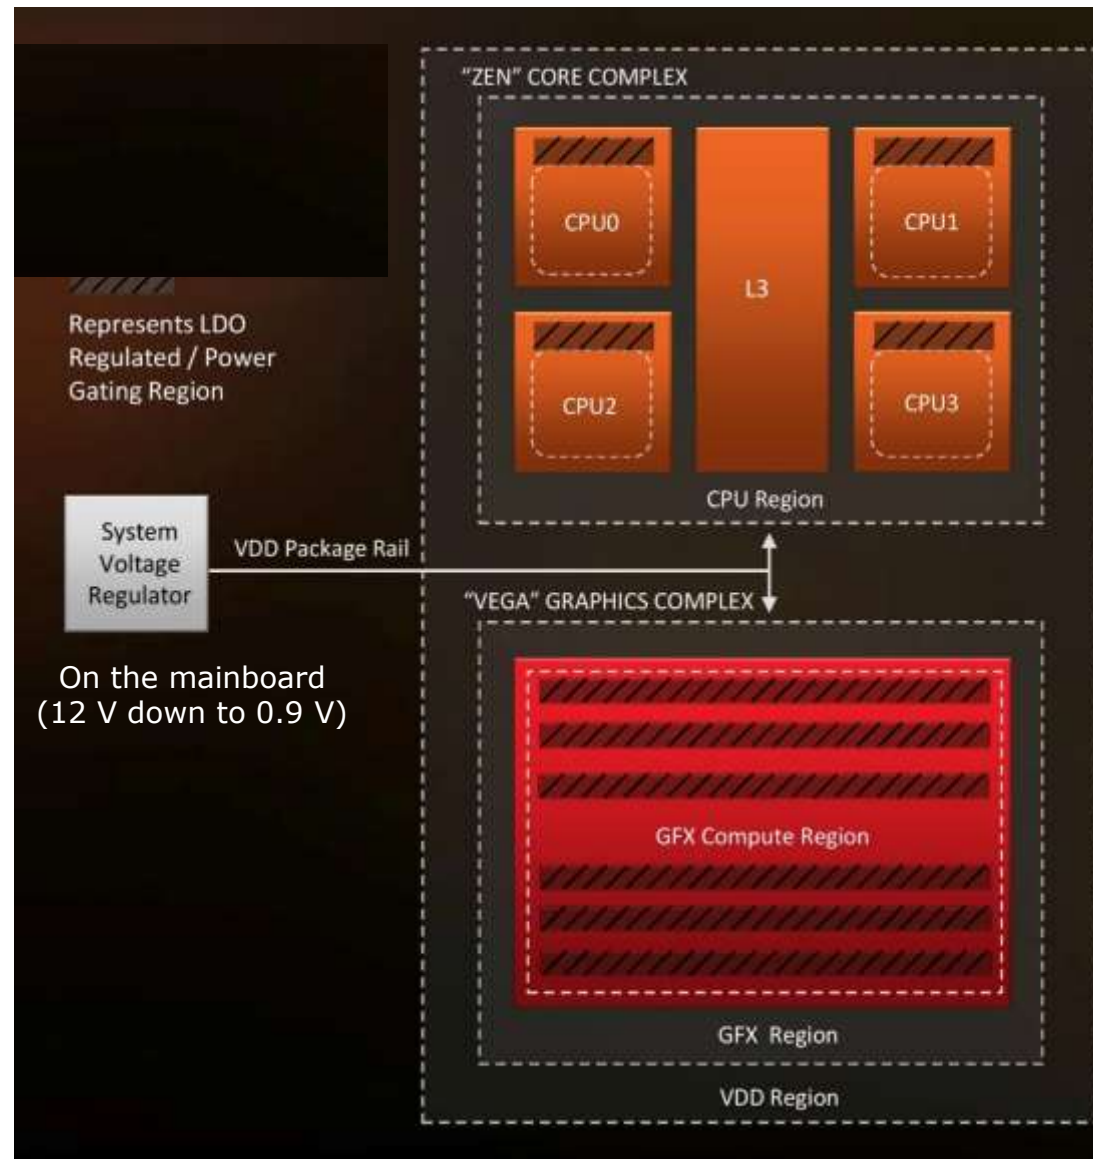 "ZEN" CORE COMPLEX
CPU0
CPU1
L3
CPU2
CPU3
CPU Region
Represents LDO
Regulated / Power
Gating Region
System
Voltage
Regulator
VDD Package Rail
On the mainboard
(12 V down to 0.9 V)
"VEGA" GRAPHICS COMPLEX
GFX Compute Region
GFX Region
VDD Region